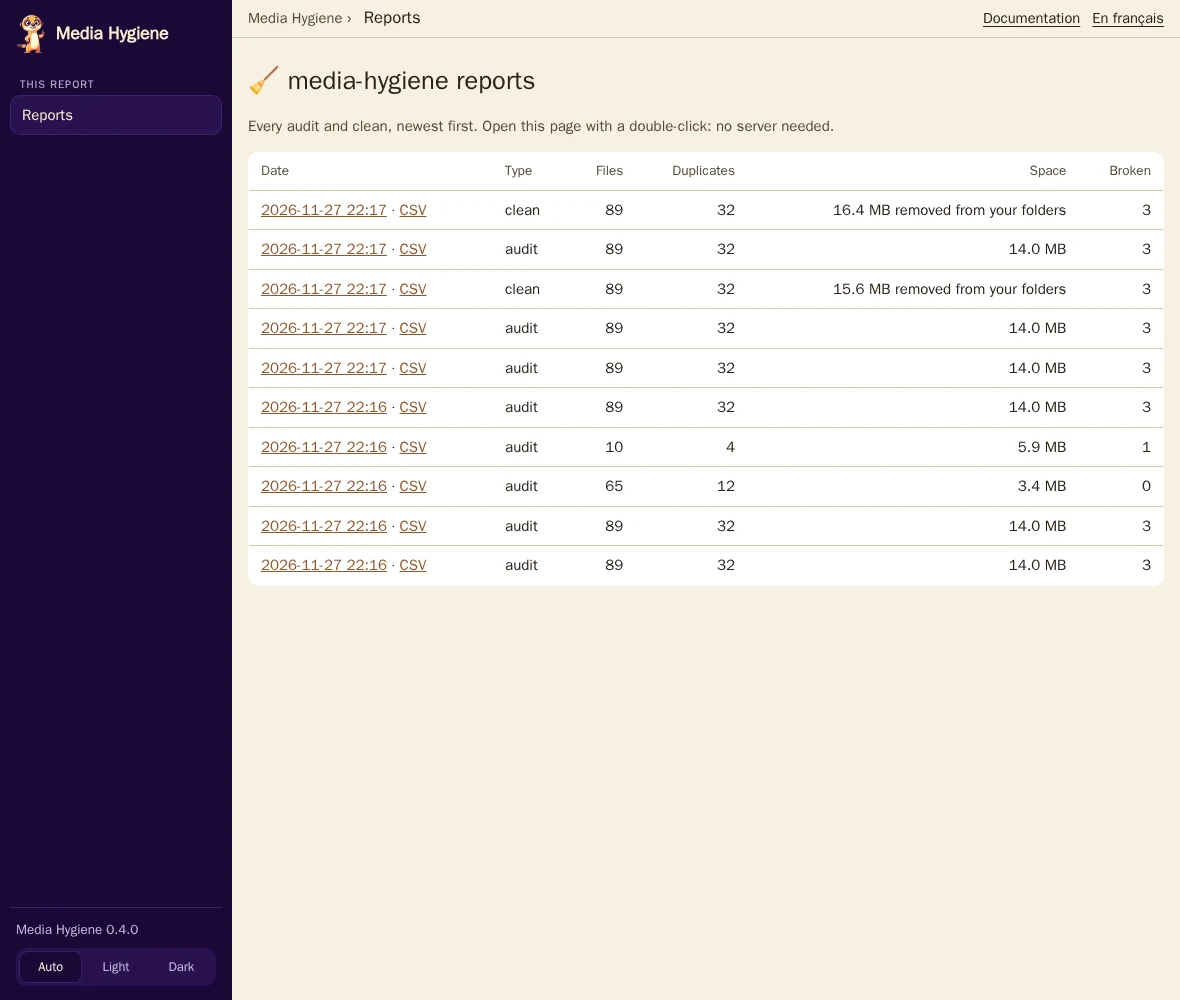 Media Hygiene
THIS REPORT
Reports
Media Hygiene 0.4.0
Auto Light Dark
Media Hygiene › Reports
Documentation En français
media-hygiene reports
Every audit and clean, newest first. Open this page with a double-click: no server needed.
Date Type Files Duplicates Space Broken
2026-11-27 22:17 · CSV clean 89 32 16.4 MB removed from your folders 3
2026-11-27 22:17 · CSV audit 89 32 14.0 MB 3
2026-11-27 22:17 · CSV clean 89 32 15.6 MB removed from your folders 3
2026-11-27 22:17 · CSV audit 89 32 14.0 MB 3
2026-11-27 22:17 · CSV audit 89 32 14.0 MB 3
2026-11-27 22:16 · CSV audit 89 32 14.0 MB 3
2026-11-27 22:16 · CSV audit 10 4 5.9 MB 1
2026-11-27 22:16 · CSV audit 65 12 3.4 MB 0
2026-11-27 22:16 · CSV audit 89 32 14.0 MB 3
2026-11-27 22:16 · CSV audit 89 32 14.0 MB 3